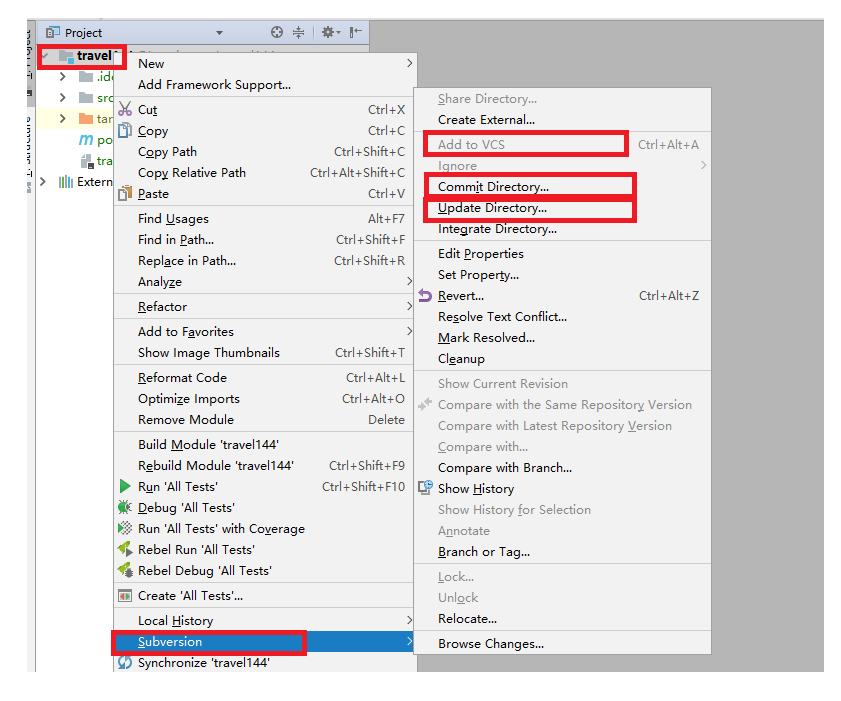 Project
travel
New
.id
Add Framework Support...
src
Cut Ctrl+X
tar
Copy Ctrl+C
po
Copy Path Ctrl+Shift+C
tra
Copy Relative Path Ctrl+Alt+Shift+C
Extern
Paste Ctrl+V
Find Usages Alt+F7
Find in Path... Ctrl+Shift+F
Replace in Path... Ctrl+Shift+R
Analyze
Refactor
Add to Favorites
Show Image Thumbnails Ctrl+Shift+T
Reformat Code Ctrl+Alt+L
Optimize Imports Ctrl+Alt+O
Remove Module Delete
Build Module 'travel144'
Rebuild Module 'travel144' Ctrl+Shift+F9
Run 'All Tests' Ctrl+Shift+F10
Debug 'All Tests'
Run 'All Tests' with Coverage
Rebel Run 'All Tests'
Rebel Debug 'All Tests'
Create 'All Tests'...
Local History
Subversion
Synchronize 'travel144'
Share Directory...
Create External...
Add to VCS Ctrl+Alt+A
Ignore
Commit Directory...
Update Directory...
Integrate Directory...
Edit Properties
Set Property...
Revert... Ctrl+Alt+Z
Resolve Text Conflict...
Mark Resolved...
Cleanup
Show Current Revision
Compare with the Same Repository Version
Compare with Latest Repository Version
Compare with...
Compare with Branch...
Show History
Show History for Selection
Annotate
Branch or Tag...
Lock...
Unlock
Relocate...
Browse Changes...